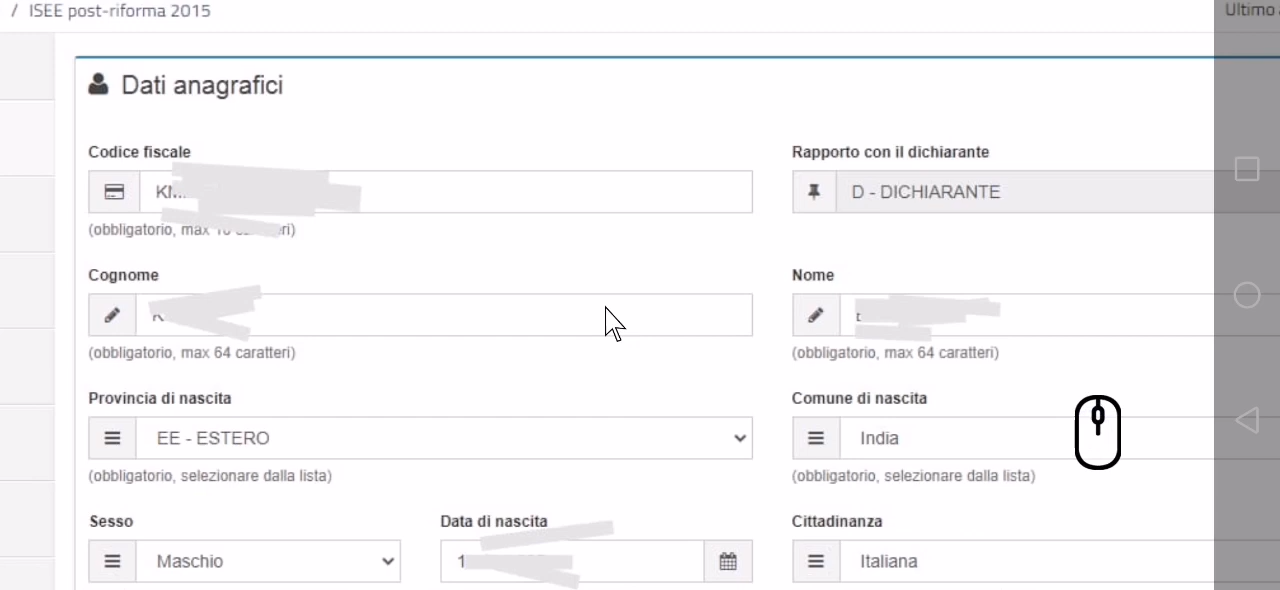 / ISEE post-riforma 2015
Ultimo
Dati anagrafici
Codice fiscale
Rapporto con il dichiarante
D - DICHIARANTE
(obbligatorio, max
Cognome
Nome
(obbligatorio, max 64 caratteri)
(obbligatorio, max 64 caratteri)
Provincia di nascita
Comune di nascita
EE - ESTERO
India
(obbligatorio, selezionare dalla lista)
(obbligatorio, selezionare dalla lista)
Sesso
Data di nascita
Cittadinanza
Maschio
Italiana